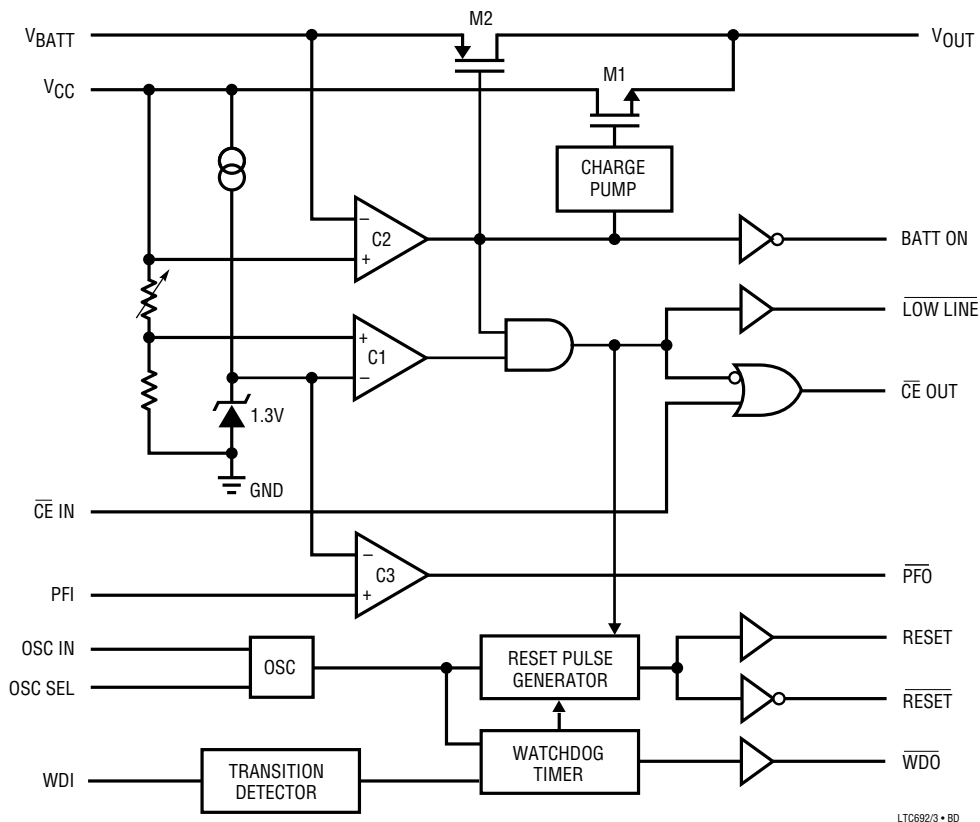 M2
VBATT
VOUT
VCC
M1
CHARGE
PUMP
−
C2
+
BATT ON
LOW LINE
+
C1
−
CE OUT
1.3V
GND
CE IN
−
C3
+
PFO
PFI
OSC IN
OSC
OSC SEL
RESET PULSE
GENERATOR
RESET
RESET
WDI
TRANSITION
DETECTOR
WATCHDOG
TIMER
WDO
LTC692/3 • BD